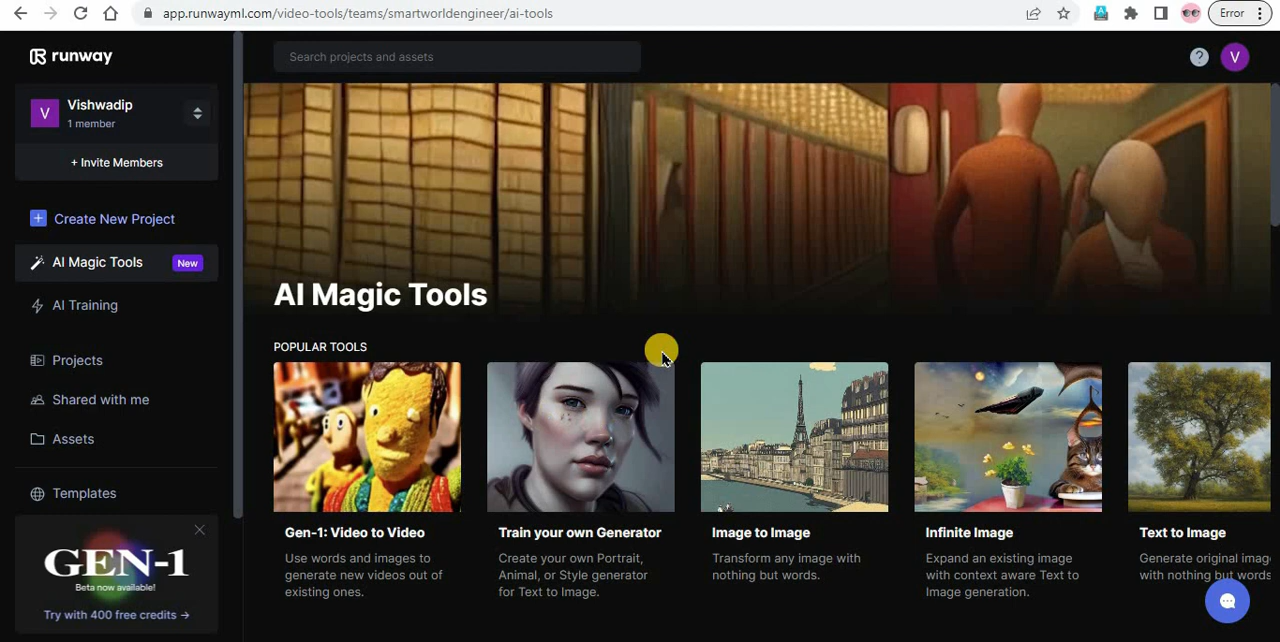 app.runwayml.com/video-tools/teams/smartworldengineer/ai-tools
Error
runway
Search projects and assets
?
V
V
Vishwadip
1 member
+ Invite Members
+ Create New Project
AI Magic Tools New
AI Training
Projects
Shared with me
Assets
Templates
GEN-1
Beta now available!
Try with 400 free credits →
AI Magic Tools
POPULAR TOOLS
Gen-1: Video to Video
Use words and images to
generate new videos out of
existing ones.
Train your own Generator
Create your own Portrait,
Animal, or Style generator
for Text to Image.
Image to Image
Transform any image with
nothing but words.
Infinite Image
Expand an existing image
with context aware Text to
Image generation.
Text to Image
Generate original imag
with nothing but words